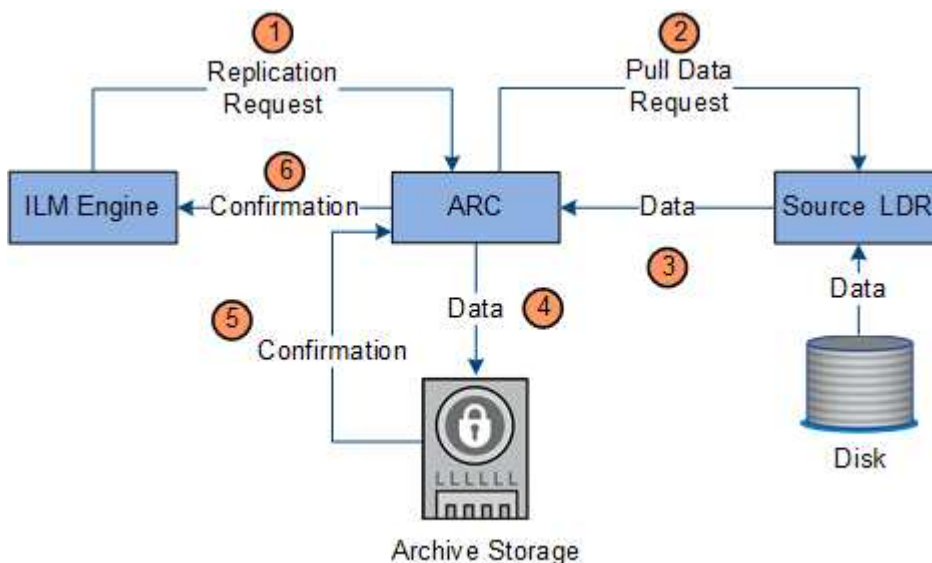 1
Replication
Request
2
Pull Data
Request
ILM Engine
6
Confirmation
ARC
Data
3
Source LDR
5
Confirmation
Data
4
Data
Disk
LLLLLL
Archive Storage